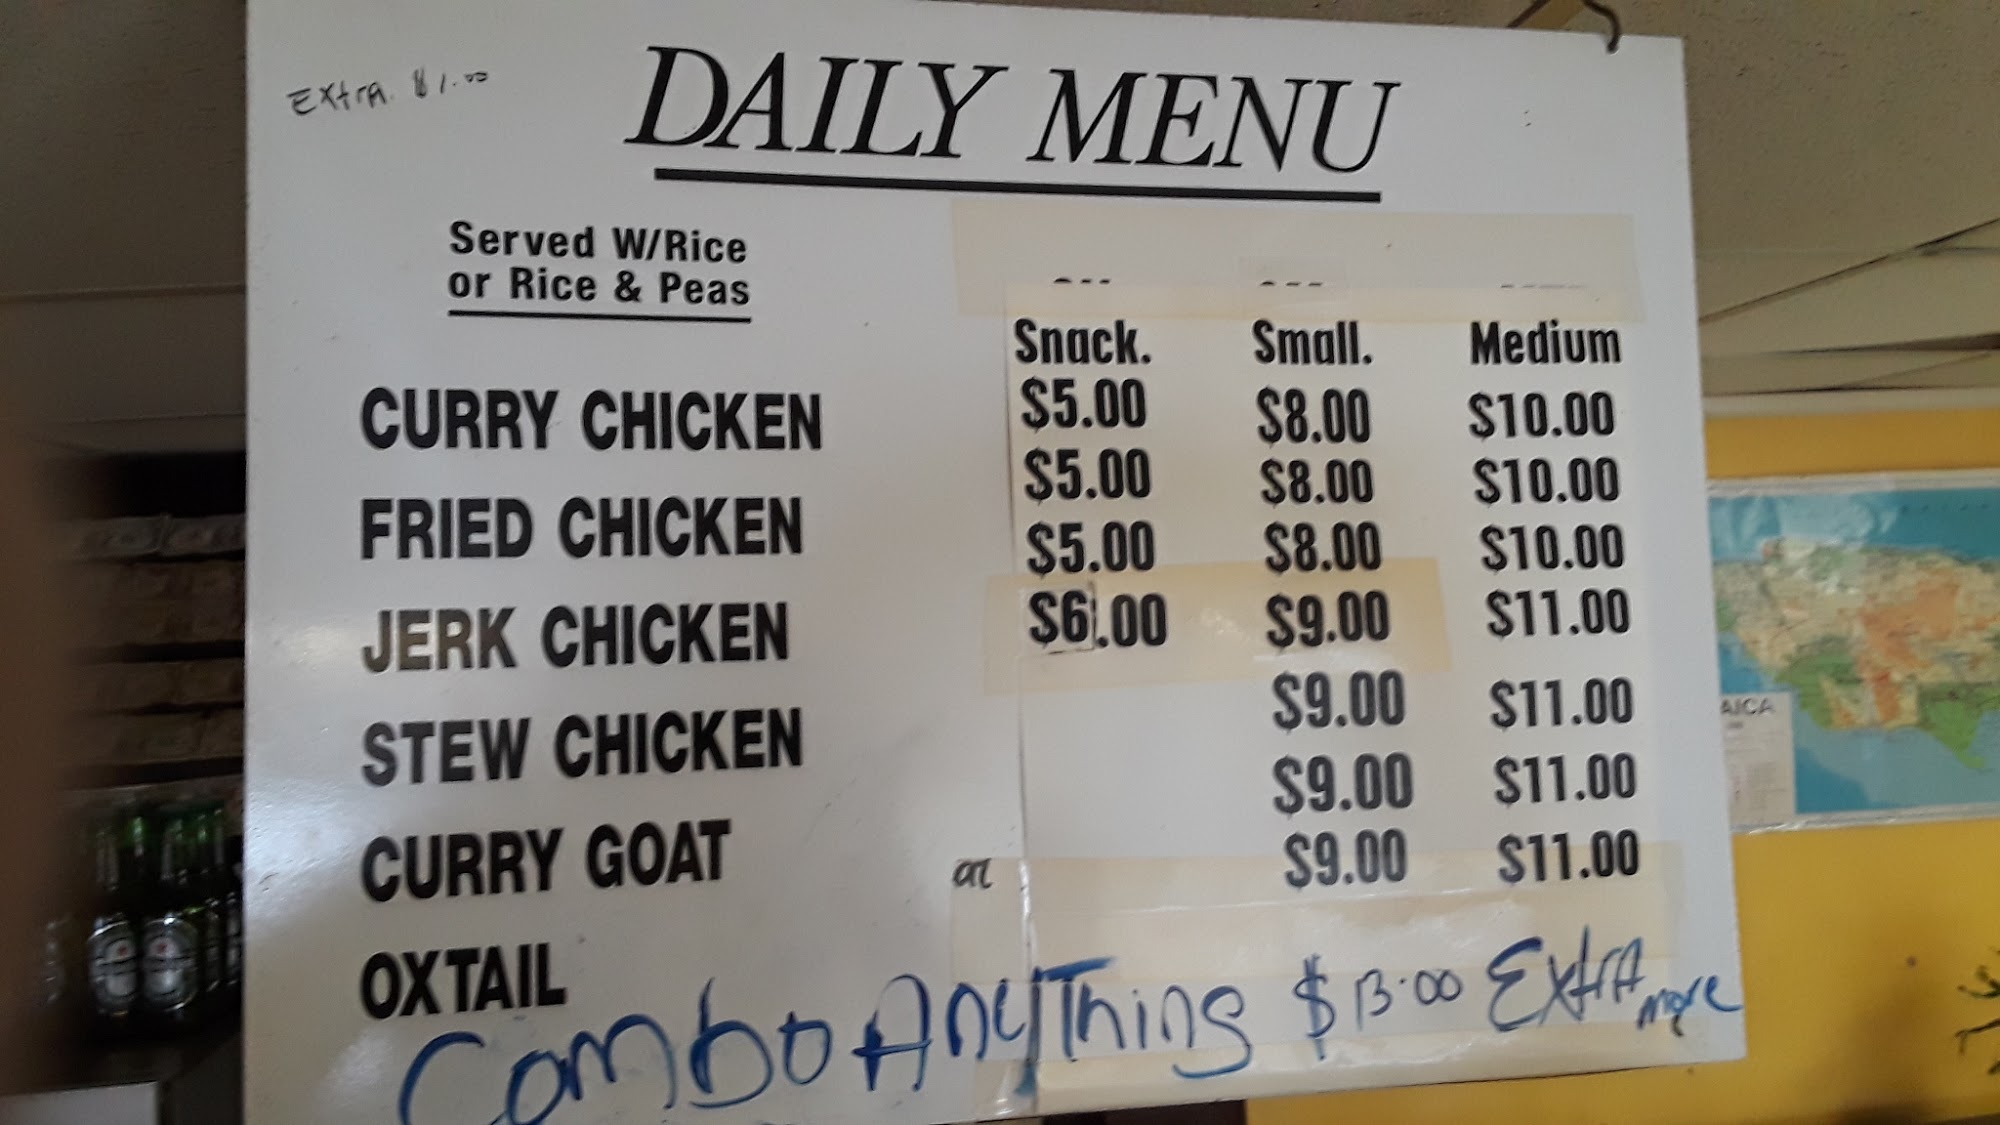 Extra. $1.00
DAILY MENU
Served W/Rice
or Rice & Peas
Snack. Small. Medium
CURRY CHICKEN $5.00 $8.00 $10.00
FRIED CHICKEN $5.00 $8.00 $10.00
JERK CHICKEN $5.00 $8.00 $10.00
STEW CHICKEN $6.00 $9.00 $11.00
CURRY GOAT $9.00 $11.00
OXTAIL $9.00 $11.00
$9.00 $11.00
Combo Anything $13.00 Extra
more
AICA